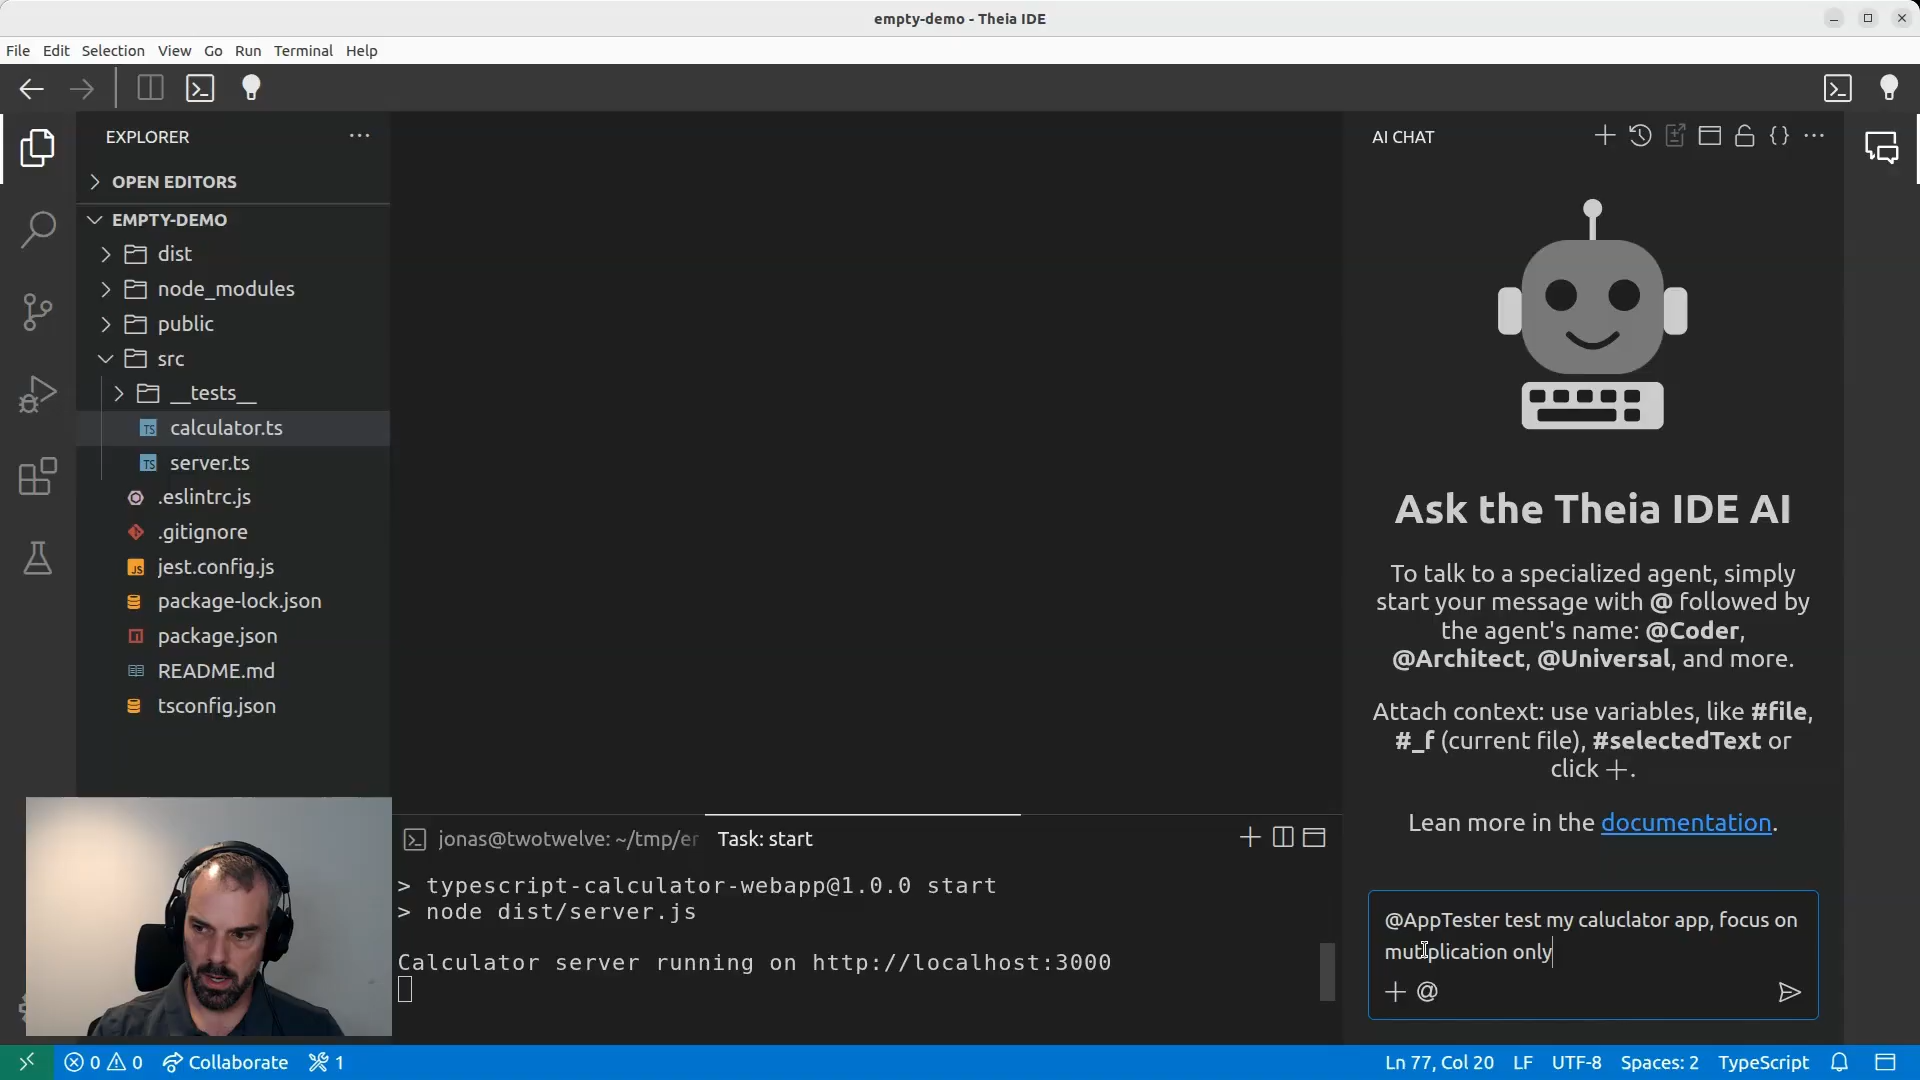 empty-demo - Theia IDE
File Edit Selection View Go Run Terminal Help
EXPLORER
OPEN EDITORS
EMPTY-DEMO
dist
node_modules
public
src
__tests__
calculator.ts
server.ts
.eslintrc.js
.gitignore
jest.config.js
package-lock.json
package.json
README.md
tsconfig.json
jonas@twotwelve: ~/tmp/er
Task: start
> typescript-calculator-webapp@1.0.0 start
> node dist/server.js
Calculator server running on http://localhost:3000
AI CHAT
Ask the Theia IDE AI
To talk to a specialized agent, simply
start your message with @ followed by
the agent's name: @Coder,
@Architect, @Universal, and more.
Attach context: use variables, like #file,
#_f (current file), #selectedText or
click +.
Lean more in the documentation.
@AppTester test my caluclator app, focus on
mutiplication only
@
0 0 Collaborate 1
Ln 77, Col 20 LF UTF-8 Spaces: 2 TypeScript